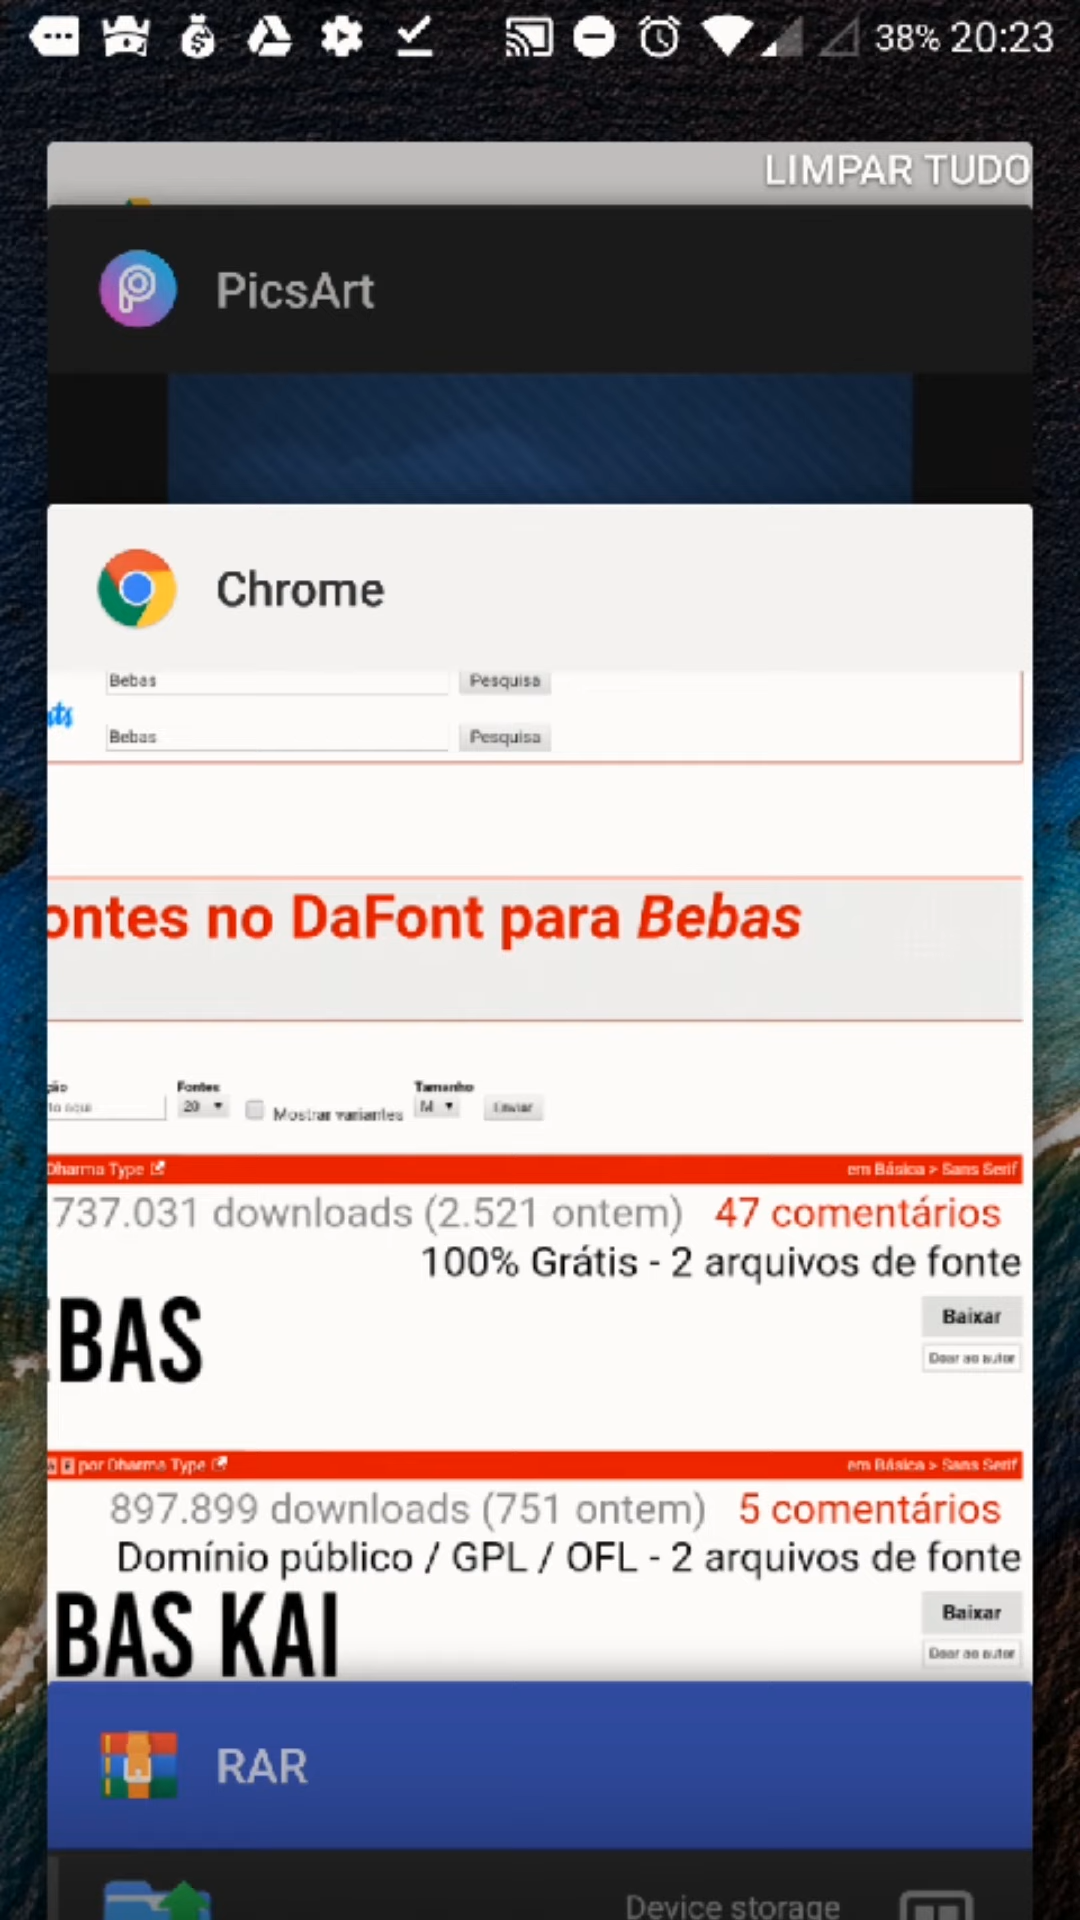 38% 20:23
LIMPAR TUDO
PicsArt
Chrome
Bebas Pesquisa
Bebas Pesquisa
ontes no DaFont para Bebas
Fontes Tamanho
20 Mostrar variantes M Enviar
Dharma Type em Básica > Sans Serif
737.031 downloads (2.521 ontem) 47 comentários
100% Grátis - 2 arquivos de fonte
BAS
Baixar
Doar ao autor
por Dharma Type em Básica > Sans Serif
897.899 downloads (751 ontem) 5 comentários
Domínio público / GPL / OFL - 2 arquivos de fonte
BAS KAI
Baixar
Doar ao autor
RAR
Device storage